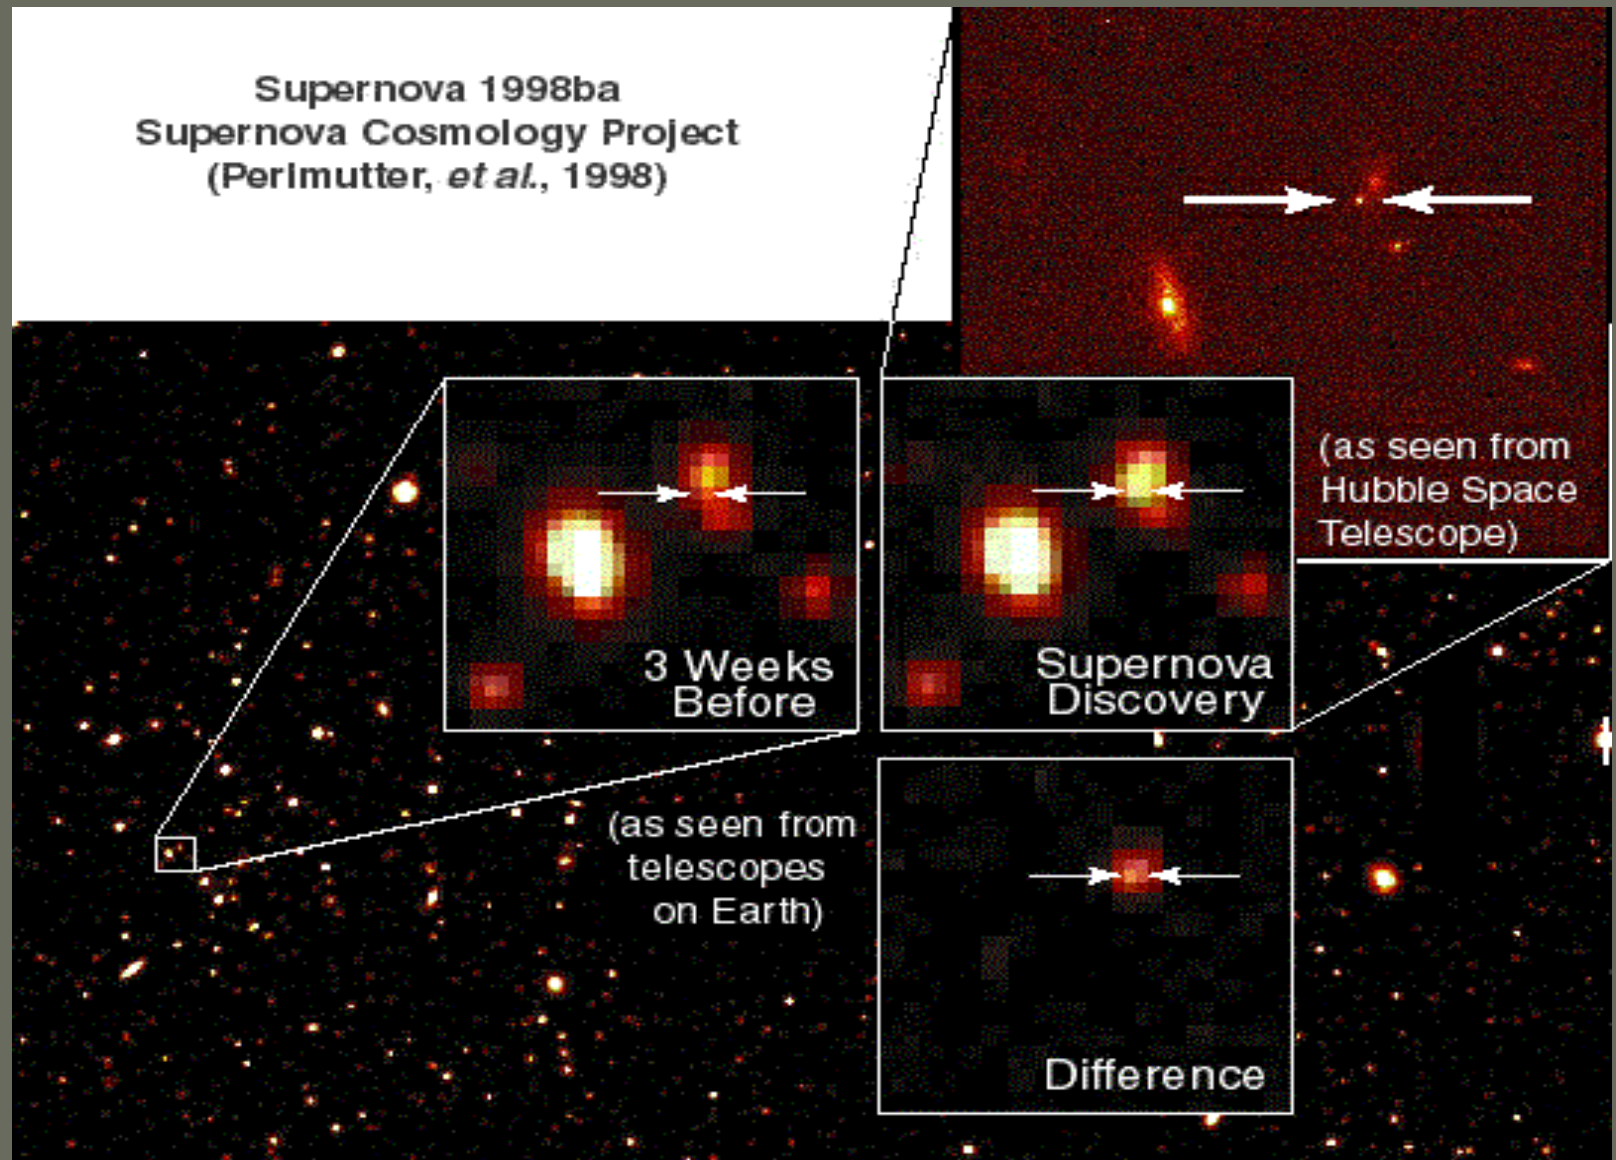 Supernova 1998ba
Supernova Cosmology Project
(Perlmutter, et al., 1998)
(as seen from
Hubble Space
Telescope)
3 Weeks
Before
Supernova
Discovery
(as seen from
telescopes
on Earth)
Difference